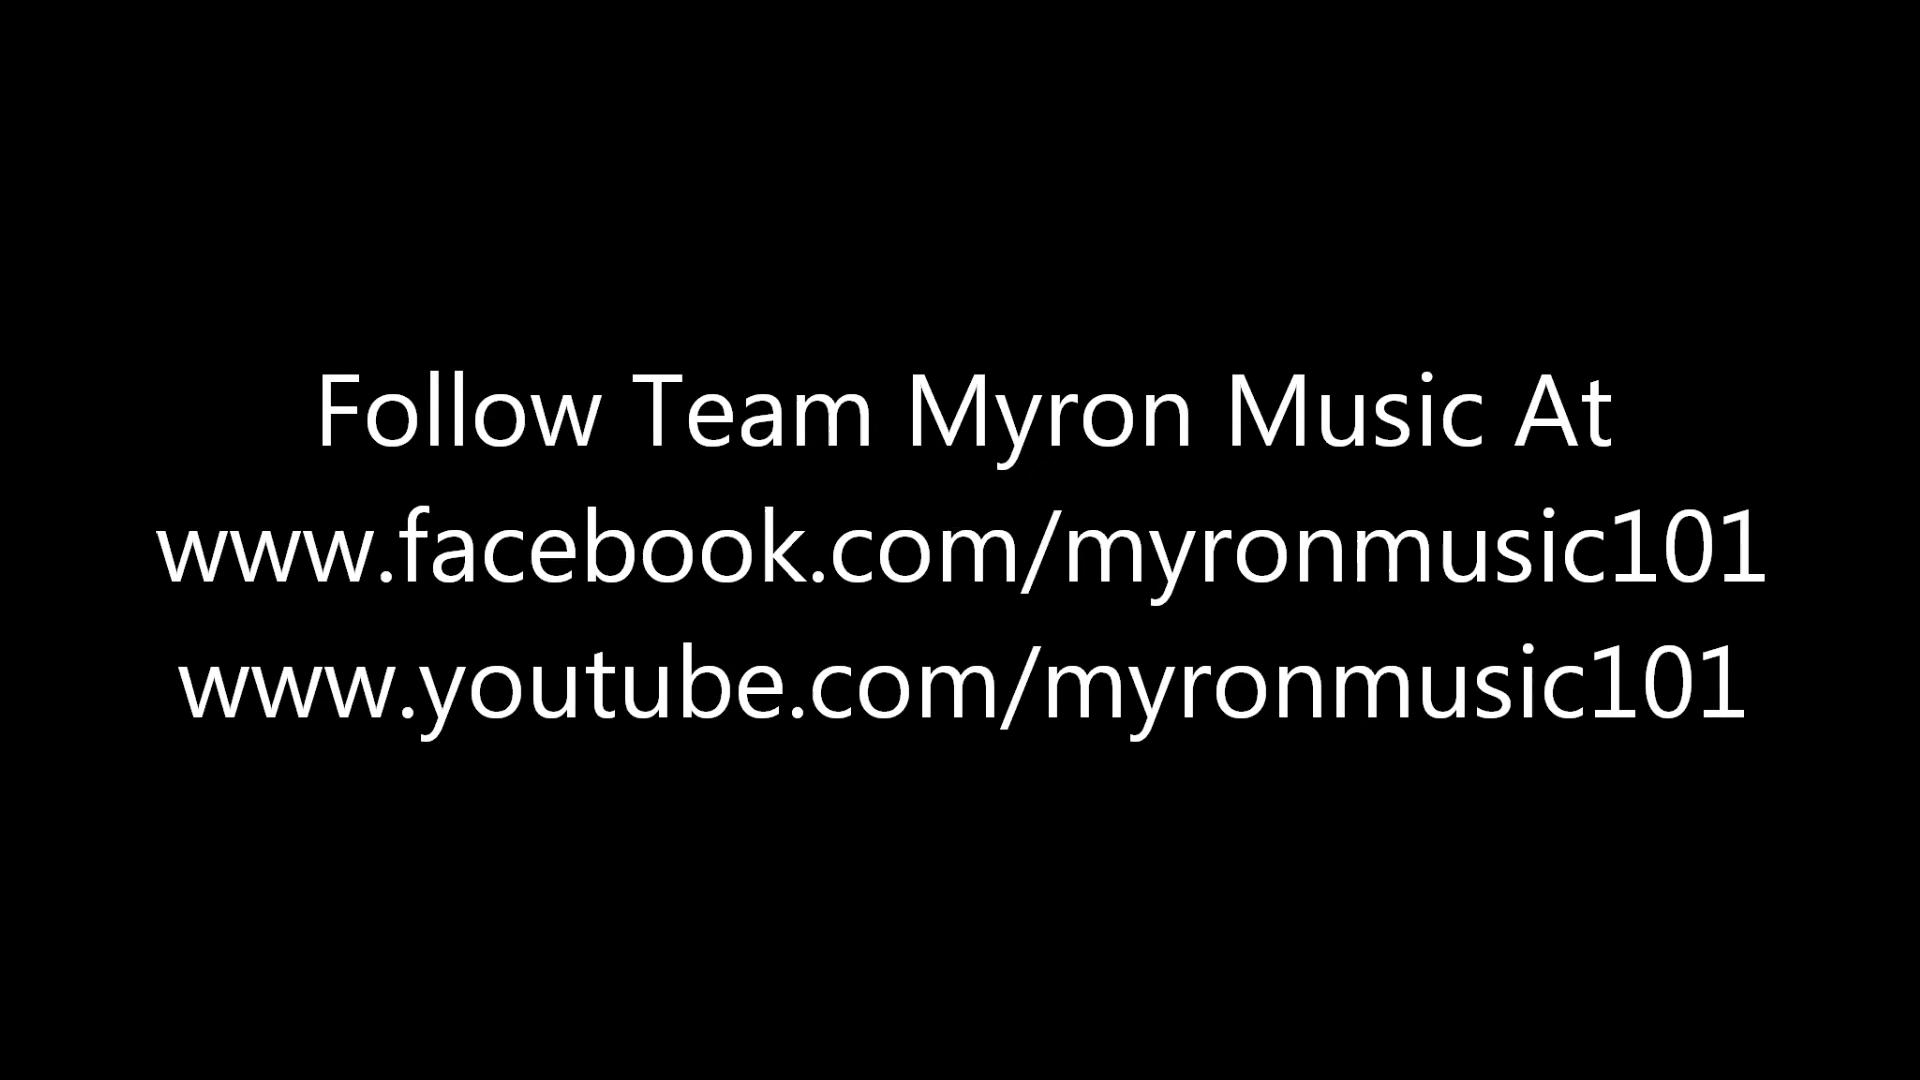 Follow Team Myron Music At
www.facebook.com/myronmusic101
www.youtube.com/myronmusic101